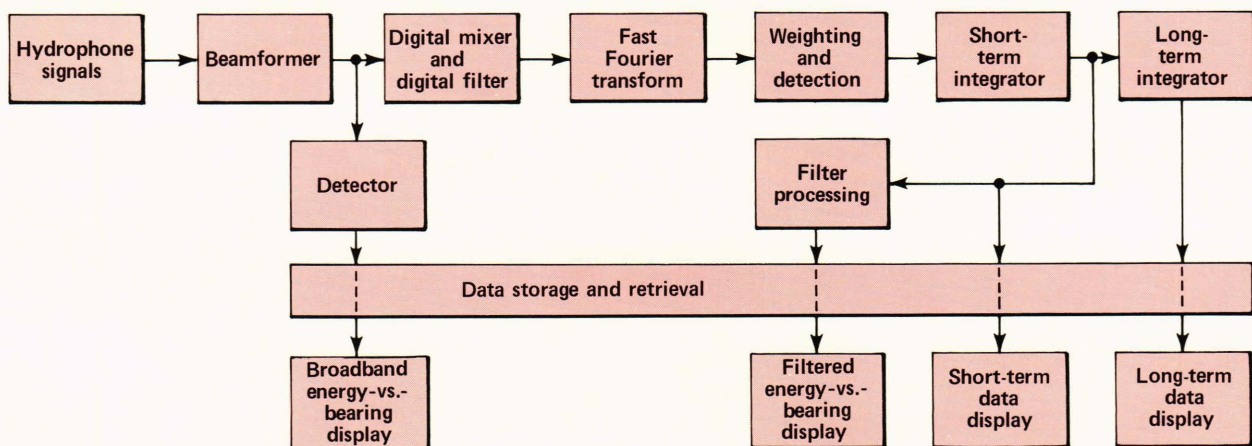 Hydrophone
signals
Beamformer
Digital mixer
and
digital filter
Fast
Fourier
transform
Weighting
and
detection
Short-
term
integrator
Long-
term
integrator
Detector
Filter
processing
Data storage and retrieval
Broadband
energy-vs.-
bearing
display
Filtered
energy-vs.-
bearing
display
Short-term
data
display
Long-term
data
display